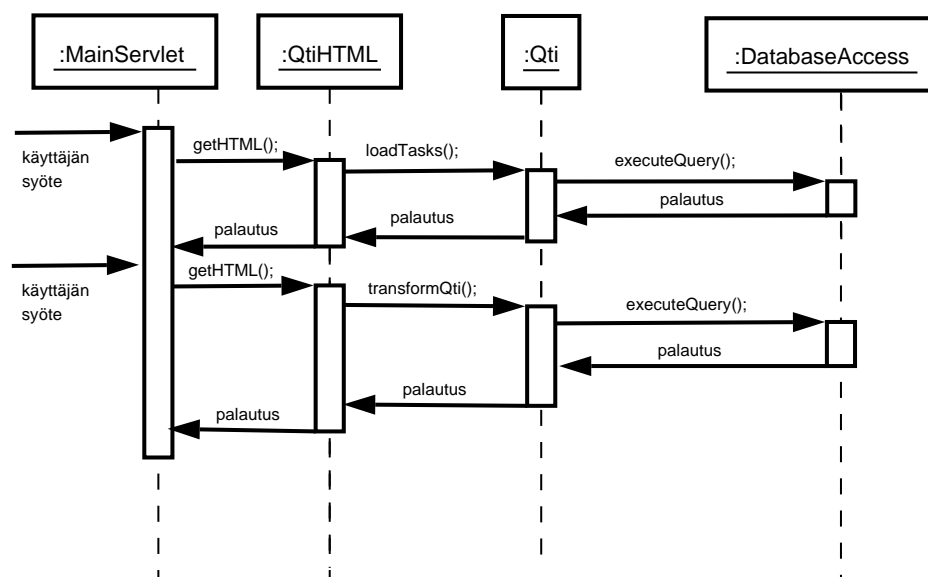 :MainServlet
:QtiHTML
:Qti
:DatabaseAccess
käyttäjän
syöte
getHTML();
loadTasks();
executeQuery();
palautus
palautus
palautus
käyttäjän
syöte
getHTML();
transformQti();
executeQuery();
palautus
palautus
palautus